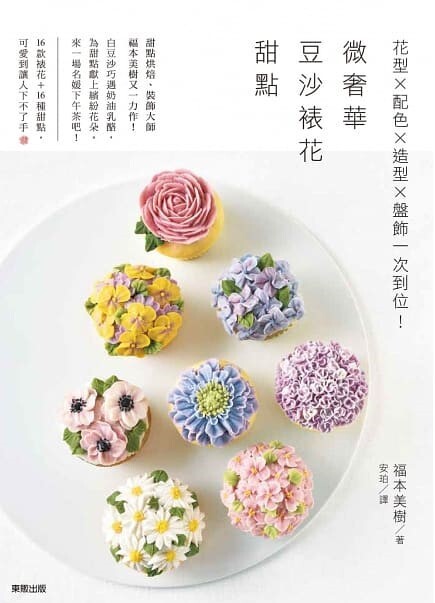 花型×配色×造型×盤飾一次到位！
微奢華
豆沙裱花
甜點
甜點烘焙、裝飾大師
福本美樹又一力作！
白豆沙巧遇奶油乳酪，
為甜點獻上繽紛花朵，
來一場名媛下午茶吧！
16款裱花＋16種甜點，
可愛到讓人下不了手
福本美樹／著
安珀／譯
東販出版